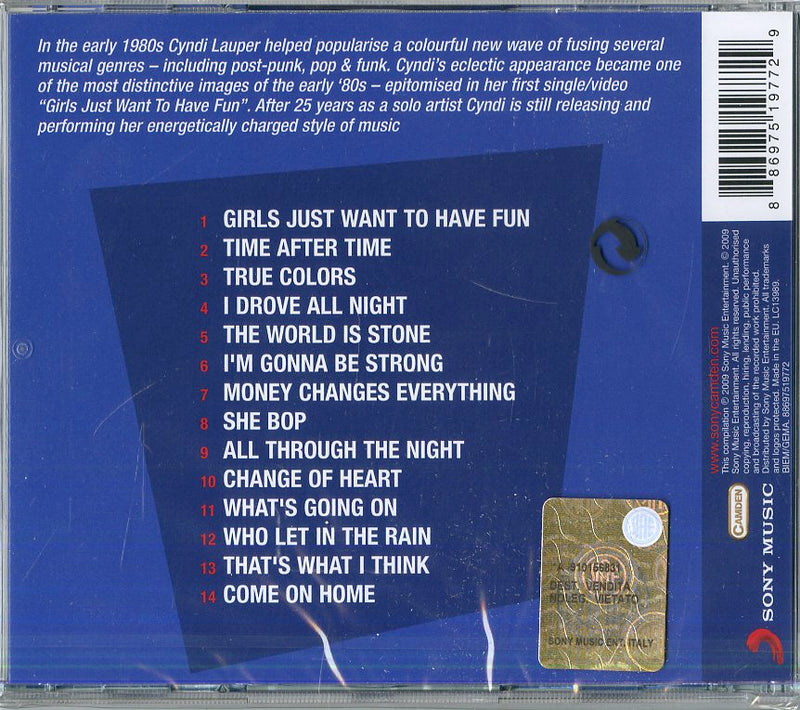 In the early 1980s Cyndi Lauper helped popularise a colourful new wave of fusing several
musical genres – including post-punk, pop & funk. Cyndi's eclectic appearance became one
of the most distinctive images of the early '80s – epitomised in her first single/video
"Girls Just Want To Have Fun". After 25 years as a solo artist Cyndi is still releasing and
performing her energetically charged style of music
1 GIRLS JUST WANT TO HAVE FUN
2 TIME AFTER TIME
3 TRUE COLORS
4 I DROVE ALL NIGHT
5 THE WORLD IS STONE
6 I'M GONNA BE STRONG
7 MONEY CHANGES EVERYTHING
8 SHE BOP
9 ALL THROUGH THE NIGHT
10 CHANGE OF HEART
11 WHAT'S GOING ON
12 WHO LET IN THE RAIN
13 THAT'S WHAT I THINK
14 COME ON HOME
8 86975 19772 9
www.sonycamden.com
This compilation ℗ 2009 Sony Music Entertainment. © 2009
Sony Music Entertainment. All rights reserved. Unauthorised
copying, reproduction, hiring, lending, public performance
and broadcasting of the recorded work prohibited.
Distributed by Sony Music Entertainment. All trademarks
and logos protected. Made in the EU. LC13989.
BIEM/GEMA. 88697519772
CAMDEN
SONY MUSIC
A 910156831
DEST. VENDITA
NOLEG. VIETATO
SONY MUSIC ENT. ITALY